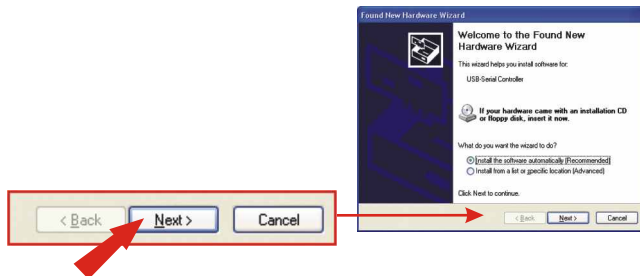 Found New Hardware Wizard
Welcome to the Found New
Hardware Wizard
This wizard helps you install software for:
USB-Serial Controller
If your hardware came with an installation CD
or floppy disk, insert it now.
What do you want the wizard to do?
Install the software automatically (Recommended)
Install from a list or specific location (Advanced)
Click Next to continue.
< Back Next > Cancel
< Back Next > Cancel